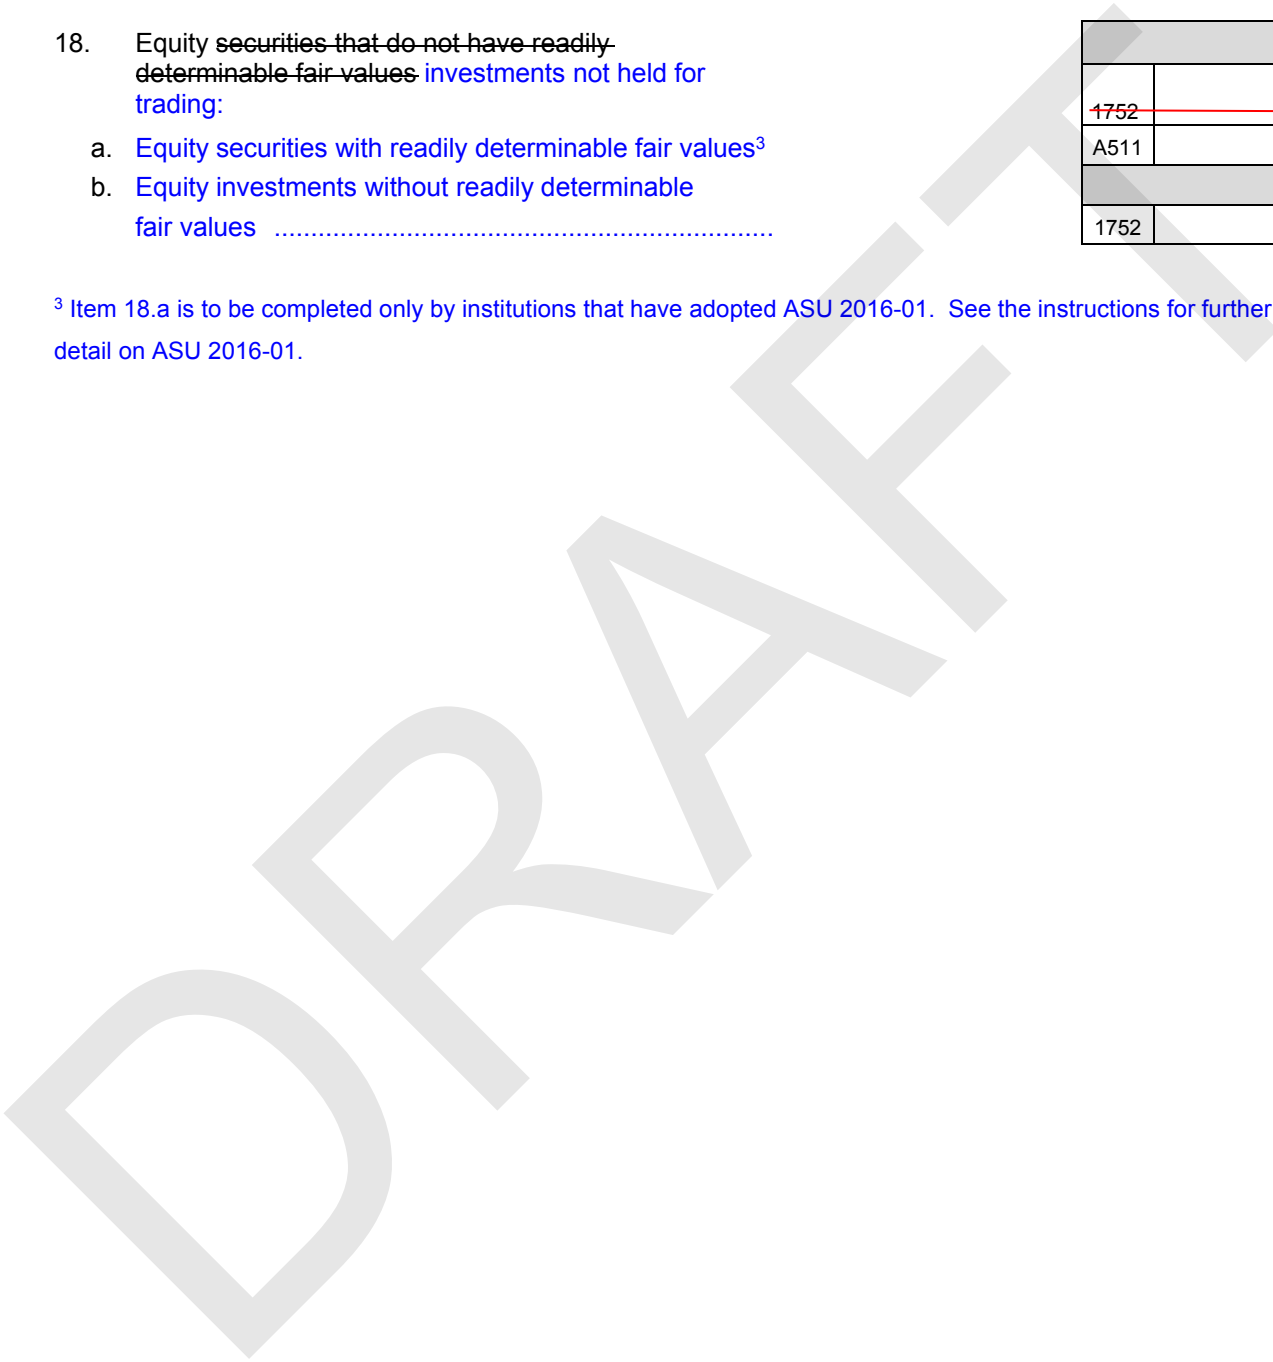 18. Equity securities that do not have readily
determinable fair values investments not held for
trading:
1752
a. Equity securities with readily determinable fair values³
A511
b. Equity investments without readily determinable
fair values ......................................................................
1752
³ Item 18.a is to be completed only by institutions that have adopted ASU 2016-01. See the instructions for further
detail on ASU 2016-01.
DRAFT